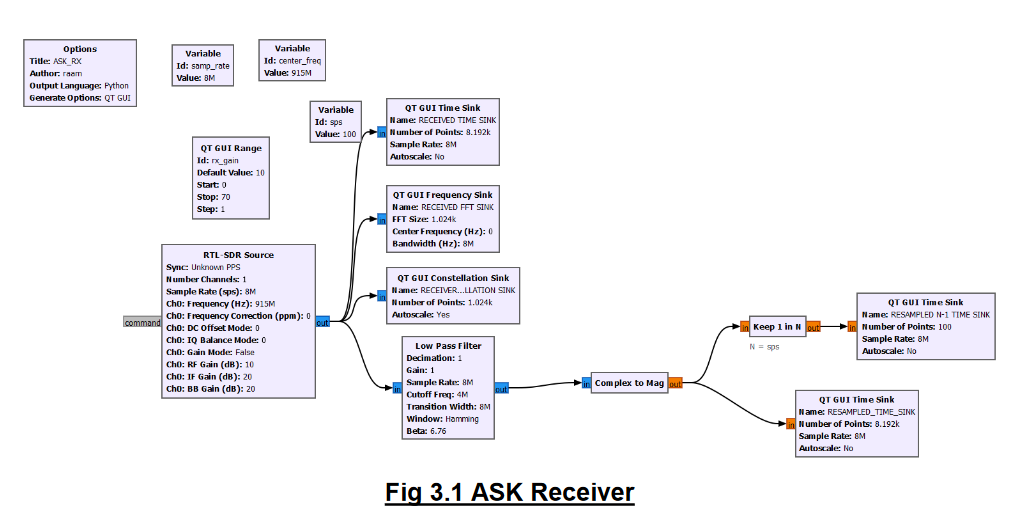 Options
Title: ASK_RX
Author: raam
Output Language: Python
Generate Options: QT GUI
Variable
Id: samp_rate
Value: 8M
Variable
Id: center_freq
Value: 915M
Variable
Id: sps
Value: 100
QT GUI Range
Id: rx_gain
Default Value: 10
Start: 0
Stop: 70
Step: 1
QT GUI Time Sink
Name: RECEIVED TIME SINK
Number of Points: 8.192k
Sample Rate: 8M
Autoscale: No
in
QT GUI Frequency Sink
Name: RECEIVED FFT SINK
FFT Size: 1.024k
Center Frequency (Hz): 0
Bandwidth (Hz): 8M
in
RTL-SDR Source
Sync: Unknown PPS
Number Channels: 1
Sample Rate (sps): 8M
Ch0: Frequency (Hz): 915M
Ch0: Frequency Correction (ppm): 0
Ch0: DC Offset Mode: 0
Ch0: IQ Balance Mode: 0
Ch0: Gain Mode: False
Ch0: RF Gain (dB): 10
Ch0: IF Gain (dB): 20
Ch0: BB Gain (dB): 20
command
out
QT GUI Constellation Sink
Name: RECEIVER...LLATION SINK
Number of Points: 1.024k
Autoscale: Yes
in
Low Pass Filter
Decimation: 1
Gain: 1
Sample Rate: 8M
Cutoff Freq: 4M
Transition Width: 8M
Window: Hamming
Beta: 6.76
in
out
in
Complex to Mag
out
in
Keep 1 in N
out
N = sps
in
QT GUI Time Sink
Name: RESAMPLED N-1 TIME SINK
Number of Points: 100
Sample Rate: 8M
Autoscale: No
in
QT GUI Time Sink
Name: RESAMPLED_TIME_SINK
Number of Points: 8.192k
Sample Rate: 8M
Autoscale: No
Fig 3.1 ASK Receiver